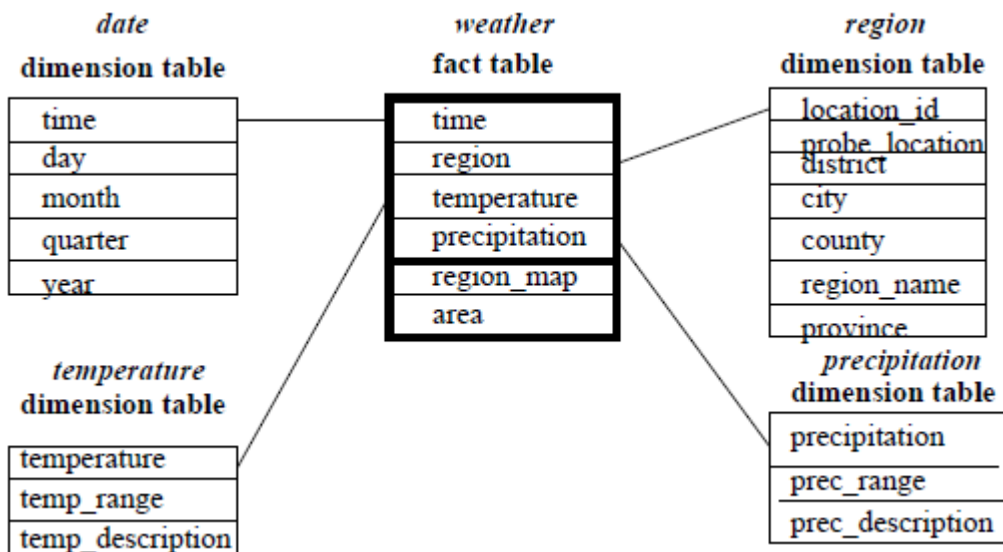 date
dimension table
time
day
month
quarter
year
weather
fact table
time
region
temperature
precipitation
region_map
area
region
dimension table
location_id
probe_location
district
city
county
region_name
province
temperature
dimension table
temperature
temp_range
temp_description
precipitation
dimension table
precipitation
prec_range
prec_description